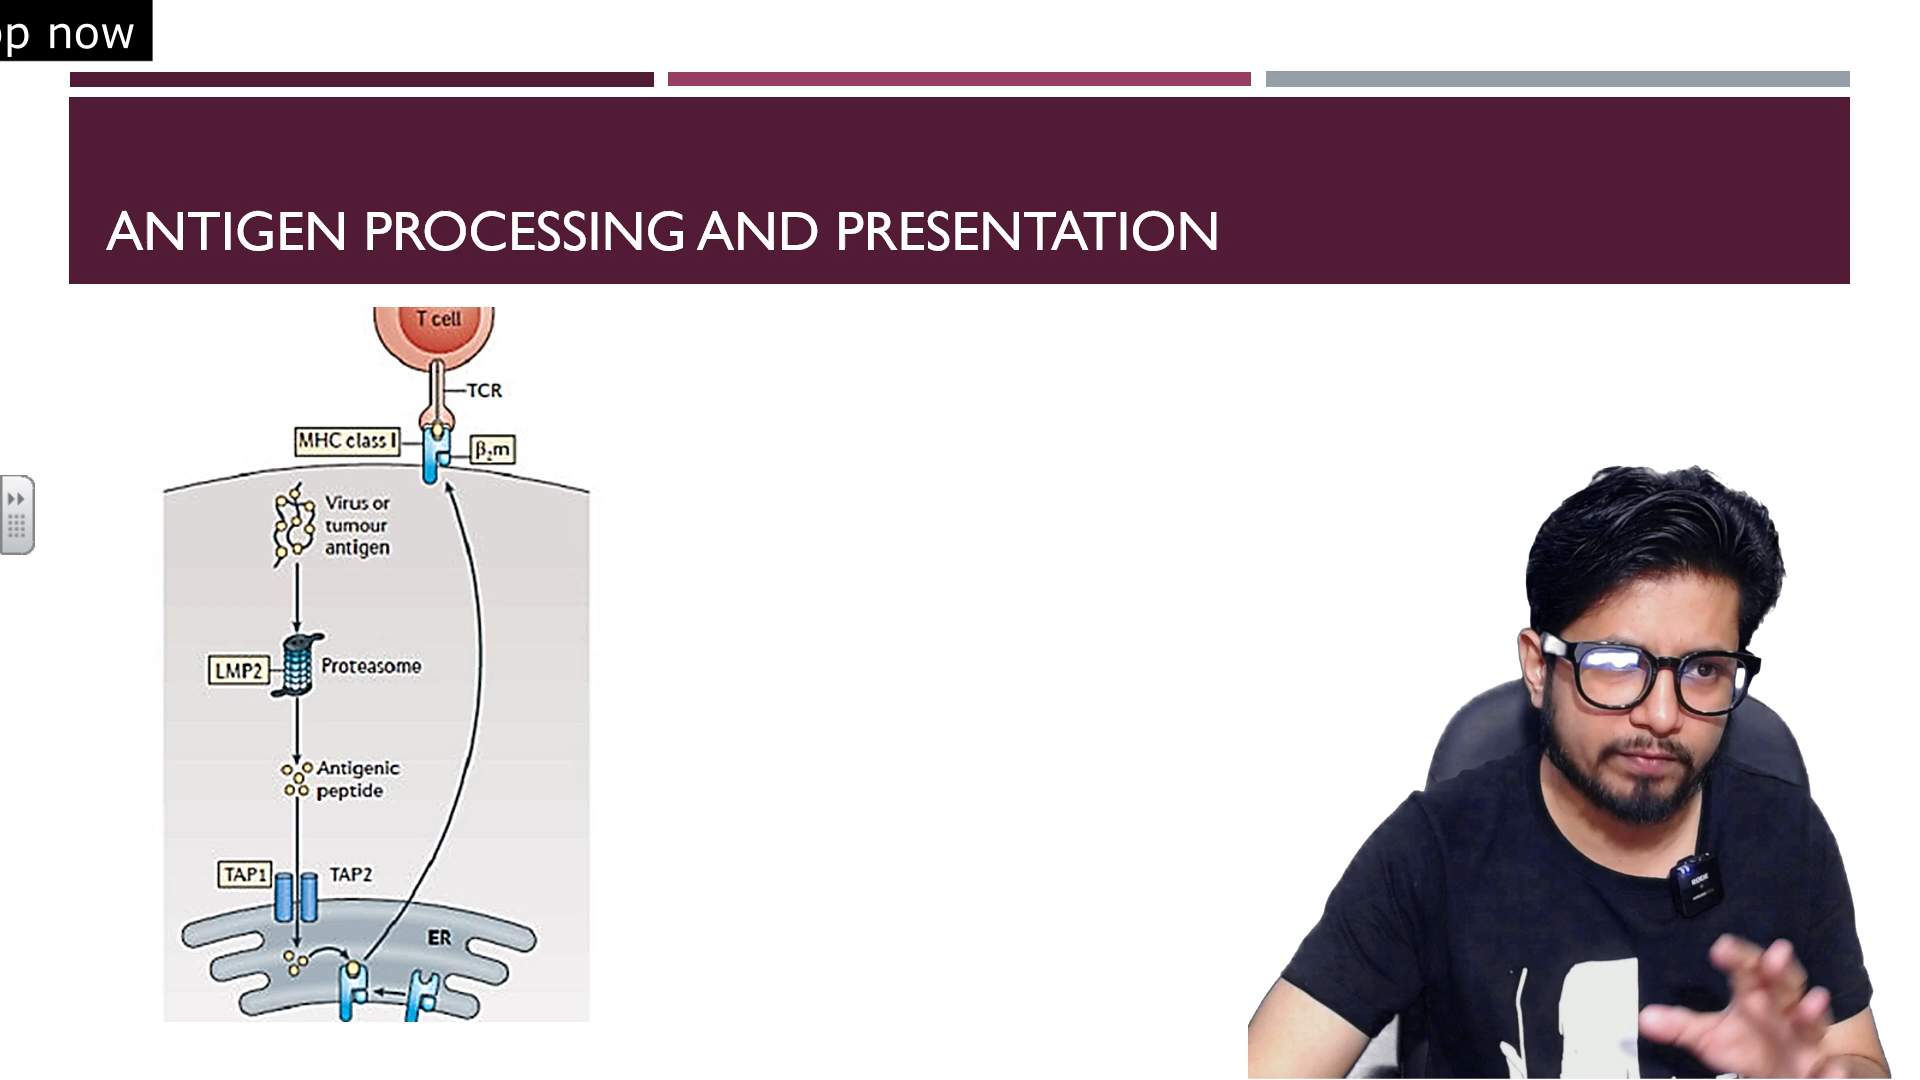 now
ANTIGEN PROCESSING AND PRESENTATION
T cell
TCR
MHC class I
β₂m
Virus or
tumour
antigen
LMP2
Proteasome
Antigenic
peptide
TAP1
TAP2
ER
RODE